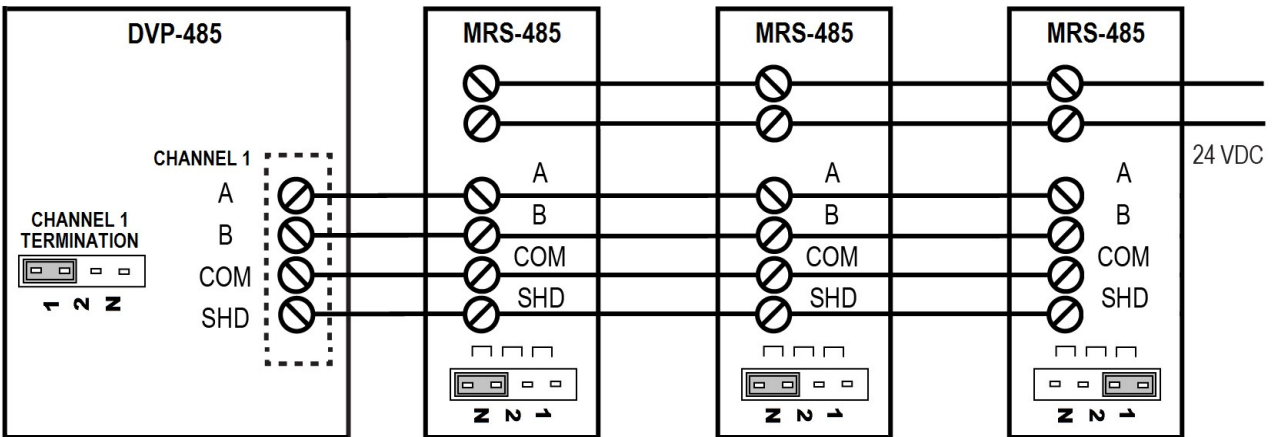 DVP-485
CHANNEL 1
A
B
COM
SHD
CHANNEL 1
TERMINATION
1 2 N
MRS-485
A
B
COM
SHD
N 2 1
MRS-485
A
B
COM
SHD
N 2 1
MRS-485
24 VDC
A
B
COM
SHD
N 2 1